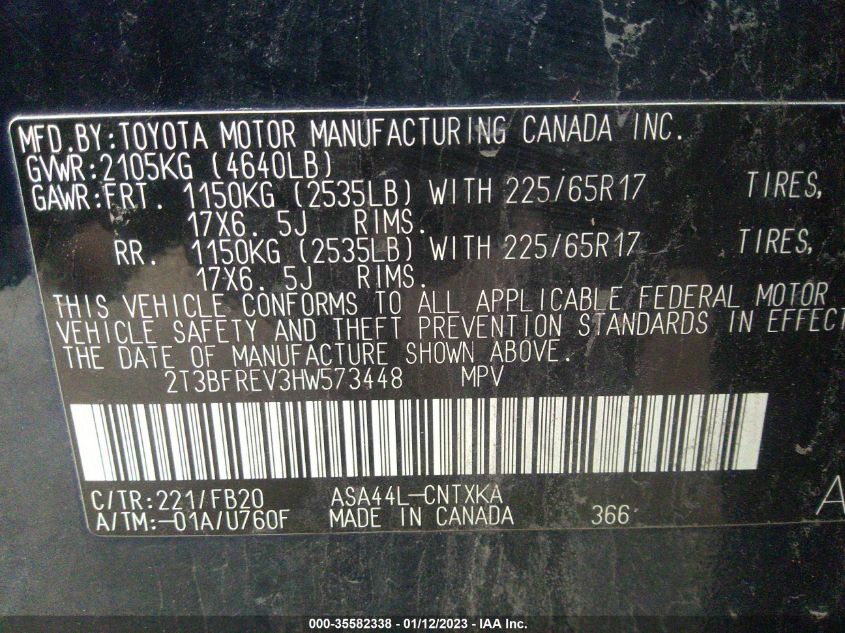 MFD.BY:TOYOTA MOTOR MANUFACTURING CANADA INC.
GVWR:2105KG (4640LB)
GAWR:FRT. 1150KG (2535LB) WITH 225/65R17 TIRES,
17X6. 5J RIMS.
RR. 1150KG (2535LB) WITH 225/65R17 TIRES,
17X6. 5J RIMS.
THIS VEHICLE CONFORMS TO ALL APPLICABLE FEDERAL MOTOR
VEHICLE SAFETY AND THEFT PREVENTION STANDARDS IN EFFECT
THE DATE OF MANUFACTURE SHOWN ABOVE.
2T3BFREV3HW573448 MPV
C/TR:221/FB20 ASA44L-CNTXKA
A/TM:-01A/U760F MADE IN CANADA 366
A
000-35582338 - 01/12/2023 - IAA Inc.